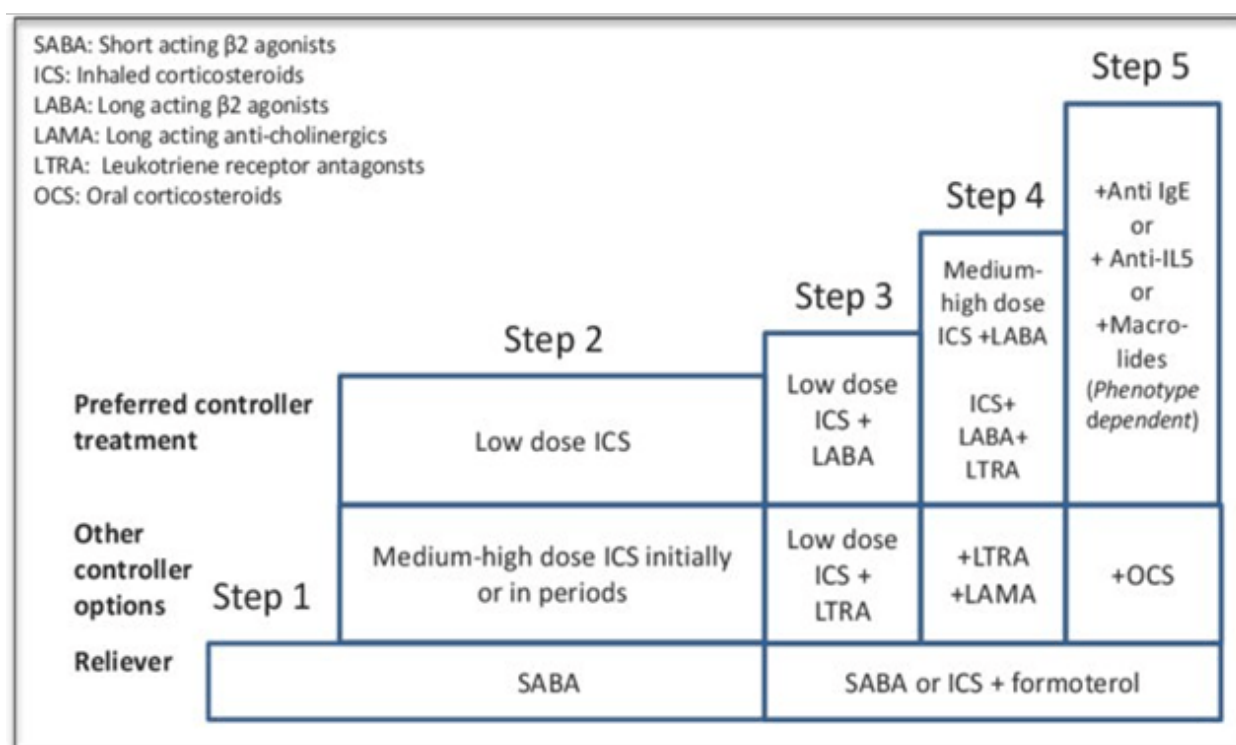 SABA: Short acting β2 agonists
ICS: Inhaled corticosteroids
LABA: Long acting β2 agonists
LAMA: Long acting anti-cholinergics
LTRA:  Leukotriene receptor antagonsts
OCS: Oral corticosteroids
Step 5
+Anti IgE
or
+ Anti-IL5
or
+Macro-
lides
(Phenotype
dependent)
Step 4
Medium-
high dose
ICS +LABA
ICS+
LABA+
LTRA
Step 3
Low dose
ICS +
LABA
Step 2
Low dose ICS
Preferred controller
treatment
Other
controller
options
Step 1
Medium-high dose ICS initially
or in periods
Low dose
ICS +
LTRA
+LTRA
+LAMA
+OCS
Reliever
SABA
SABA or ICS + formoterol